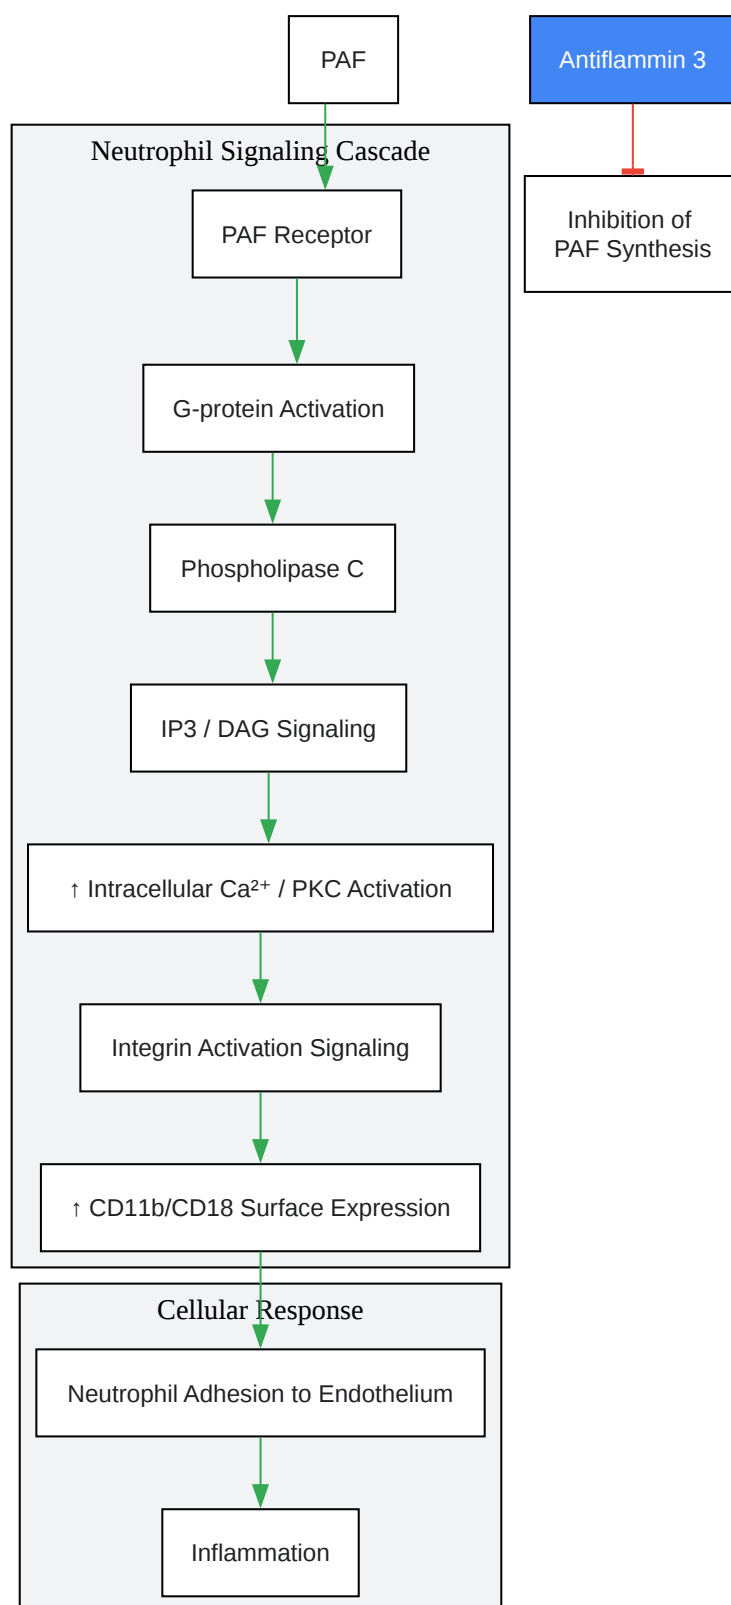 PAF
Antiflammin 3
Neutrophil Signaling Cascade
PAF Receptor
Inhibition of
PAF Synthesis
G-protein Activation
Phospholipase C
IP3 / DAG Signaling
↑ Intracellular Ca²⁺ / PKC Activation
Integrin Activation Signaling
↑ CD11b/CD18 Surface Expression
Cellular Response
Neutrophil Adhesion to Endothelium
Inflammation